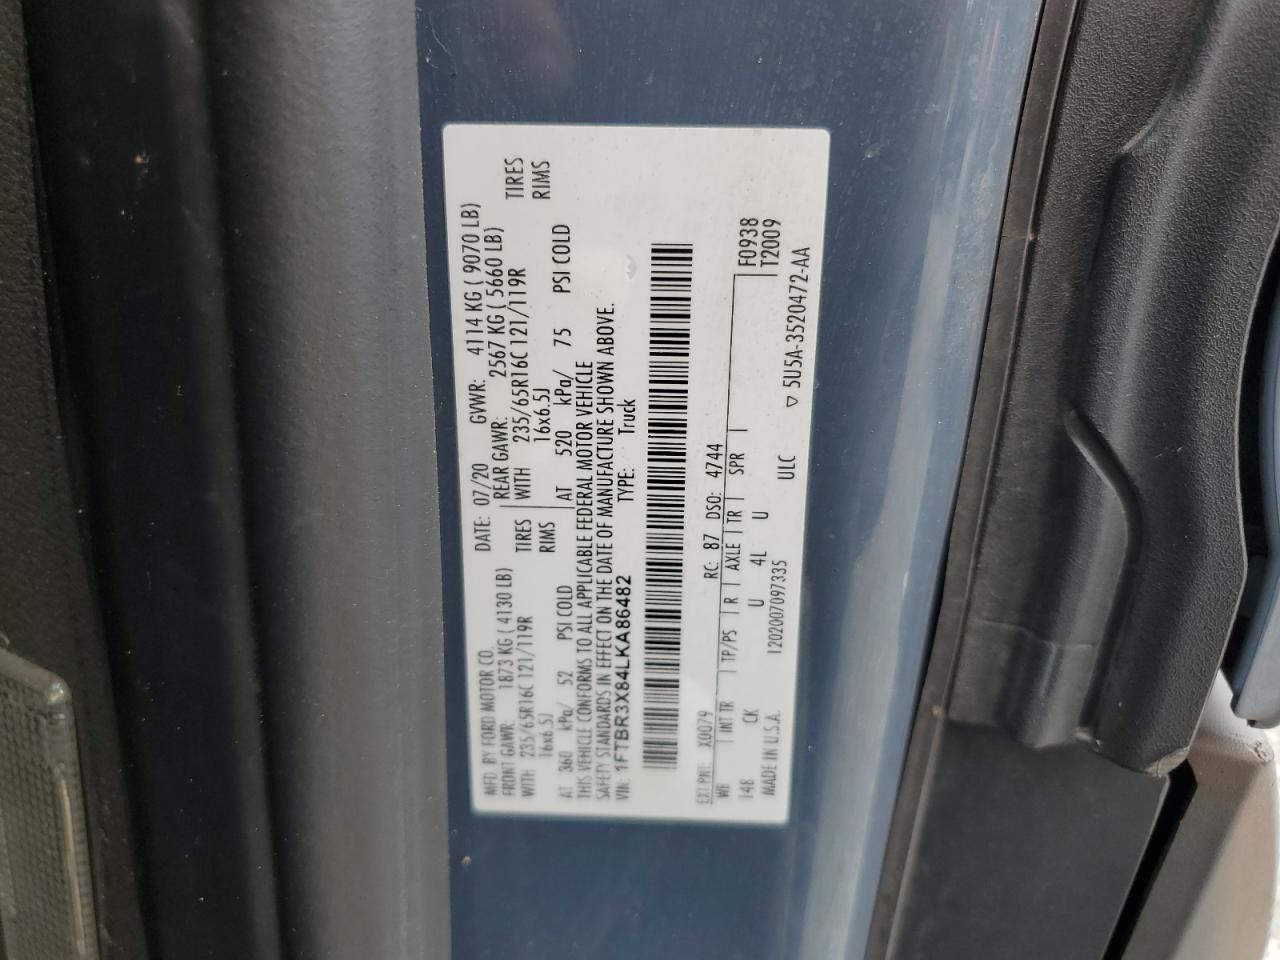 MFD. BY FORD MOTOR CO. DATE: 07/20 GVWR: 4114 KG ( 9070 LB)
FRONT GAWR: 1873 KG ( 4130 LB) REAR GAWR: 2567 KG ( 5660 LB)
WITH 235/65R16C 121/119R TIRES WITH 235/65R16C 121/119R TIRES
16x6.5J RIMS 16x6.5J RIMS
AT 360 kPa/ 52 PSI COLD AT 520 kPa/ 75 PSI COLD
THIS VEHICLE CONFORMS TO ALL APPLICABLE FEDERAL MOTOR VEHICLE
SAFETY STANDARDS IN EFFECT ON THE DATE OF MANUFACTURE SHOWN ABOVE.
VIN: 1FTBR3X84LKA86482 TYPE: Truck
EXT PNT: X0079 RC: 87 DSO: 4744
WB INT TR TP/PS R AXLE TR SPR F0938
148 CK U 4L U T2009
MADE IN U.S.A. 1202007097335 ULC ▽ 5U5A-3520472-AA